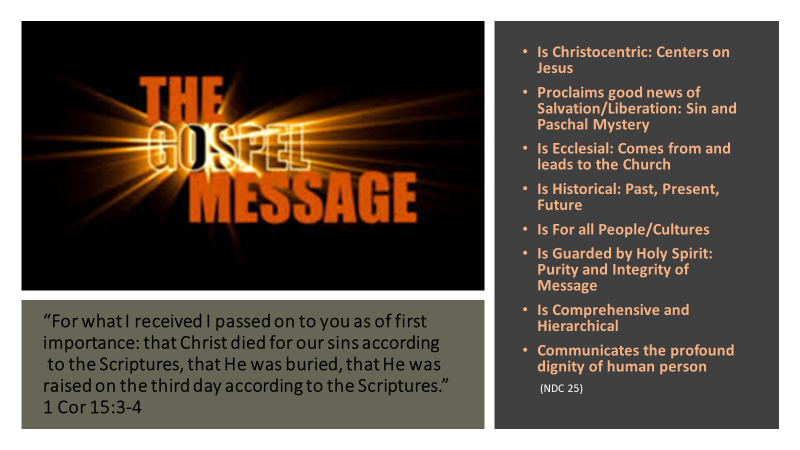 THE
GOSPEL
MESSAGE
“For what I received I passed on to you as of first
importance: that Christ died for our sins according
to the Scriptures, that He was buried, that He was
raised on the third day according to the Scriptures.”
1 Cor 15:3-4
• Is Christocentric: Centers on
Jesus
• Proclaims good news of
Salvation/Liberation: Sin and
Paschal Mystery
• Is Ecclesial: Comes from and
leads to the Church
• Is Historical: Past, Present,
Future
• Is For all People/Cultures
• Is Guarded by Holy Spirit:
Purity and Integrity of
Message
• Is Comprehensive and
Hierarchical
• Communicates the profound
dignity of human person
(NDC 25)